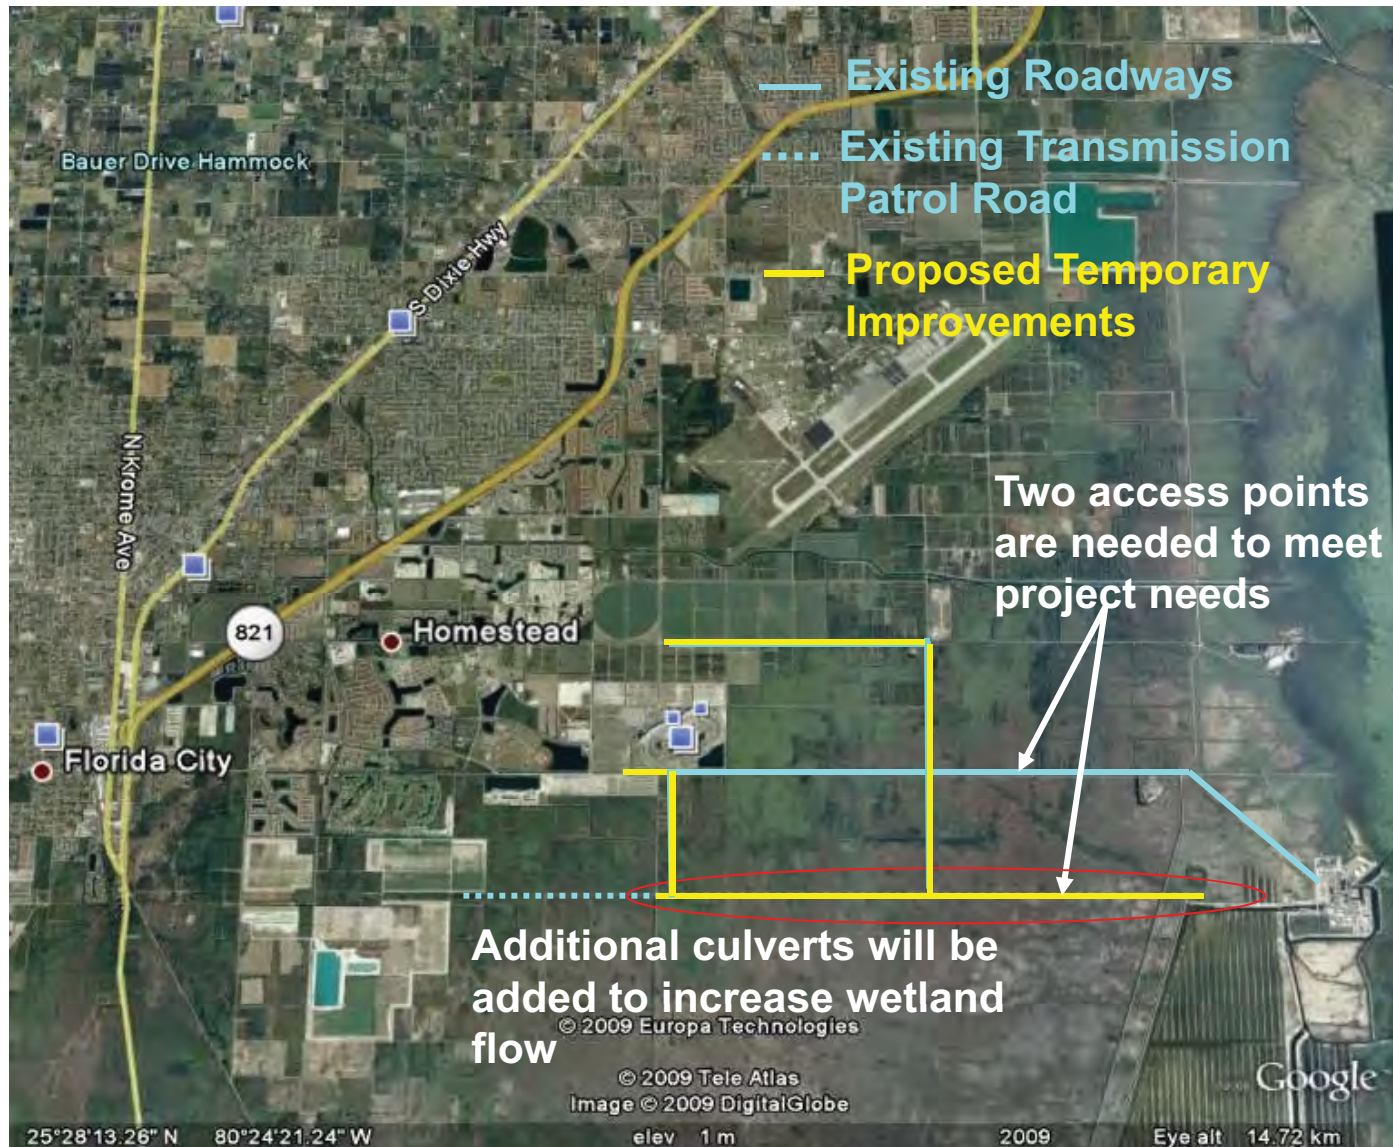 Existing Roadways
Existing Transmission
Patrol Road
Proposed Temporary
Improvements
Bauer Drive Hammock
S Dixie Hwy
N Krome Ave
Two access points
are needed to meet
project needs
821
Homestead
Florida City
Additional culverts will be
added to increase wetland
flow
© 2009 Europa Technologies
© 2009 Tele Atlas
Image © 2009 DigitalGlobe
Google
25°28'13.26" N 80°24'21.24" W elev 1 m 2009 Eye alt 14.72 km